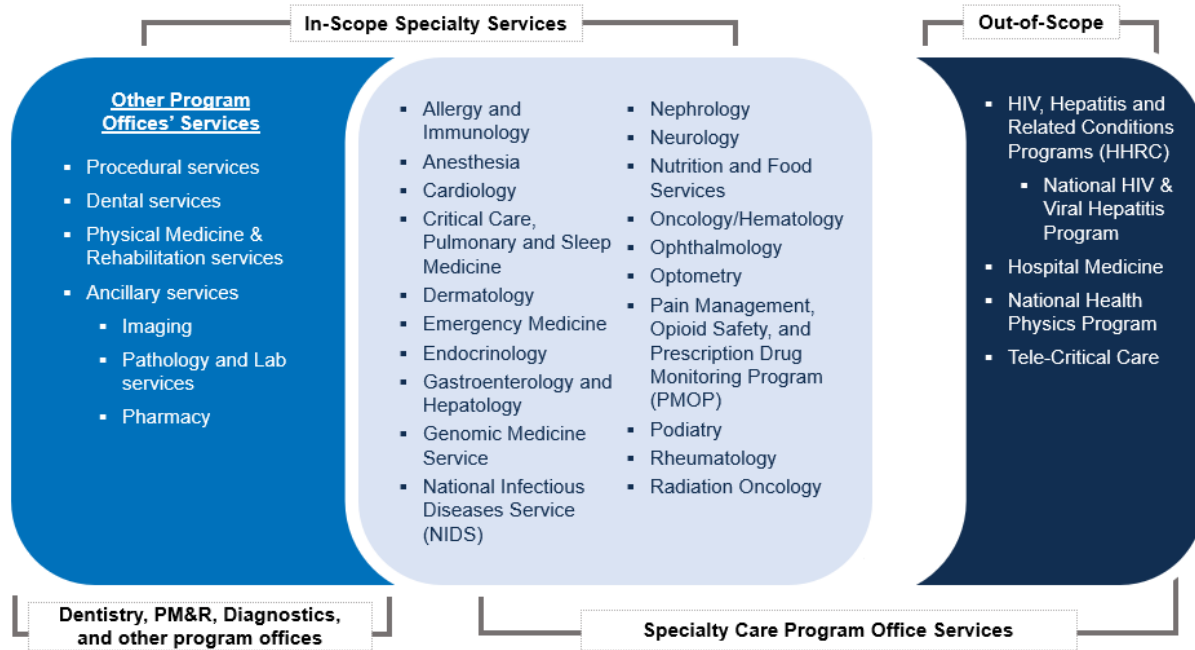 In-Scope Specialty Services
Out-of-Scope
Other Program
Offices' Services
▪ Procedural services
▪ Dental services
▪ Physical Medicine &
Rehabilitation services
▪ Ancillary services
▪ Imaging
▪ Pathology and Lab
services
▪ Pharmacy
▪ Allergy and
Immunology
▪ Anesthesia
▪ Cardiology
▪ Critical Care,
Pulmonary and Sleep
Medicine
▪ Dermatology
▪ Emergency Medicine
▪ Endocrinology
▪ Gastroenterology and
Hepatology
▪ Genomic Medicine
Service
▪ National Infectious
Diseases Service
(NIDS)
▪ Nephrology
▪ Neurology
▪ Nutrition and Food
Services
▪ Oncology/Hematology
▪ Ophthalmology
▪ Optometry
▪ Pain Management,
Opioid Safety, and
Prescription Drug
Monitoring Program
(PMOP)
▪ Podiatry
▪ Rheumatology
▪ Radiation Oncology
▪ HIV, Hepatitis and
Related Conditions
Programs (HHRC)
▪ National HIV &
Viral Hepatitis
Program
▪ Hospital Medicine
▪ National Health
Physics Program
▪ Tele-Critical Care
Dentistry, PM&R, Diagnostics,
and other program offices
Specialty Care Program Office Services